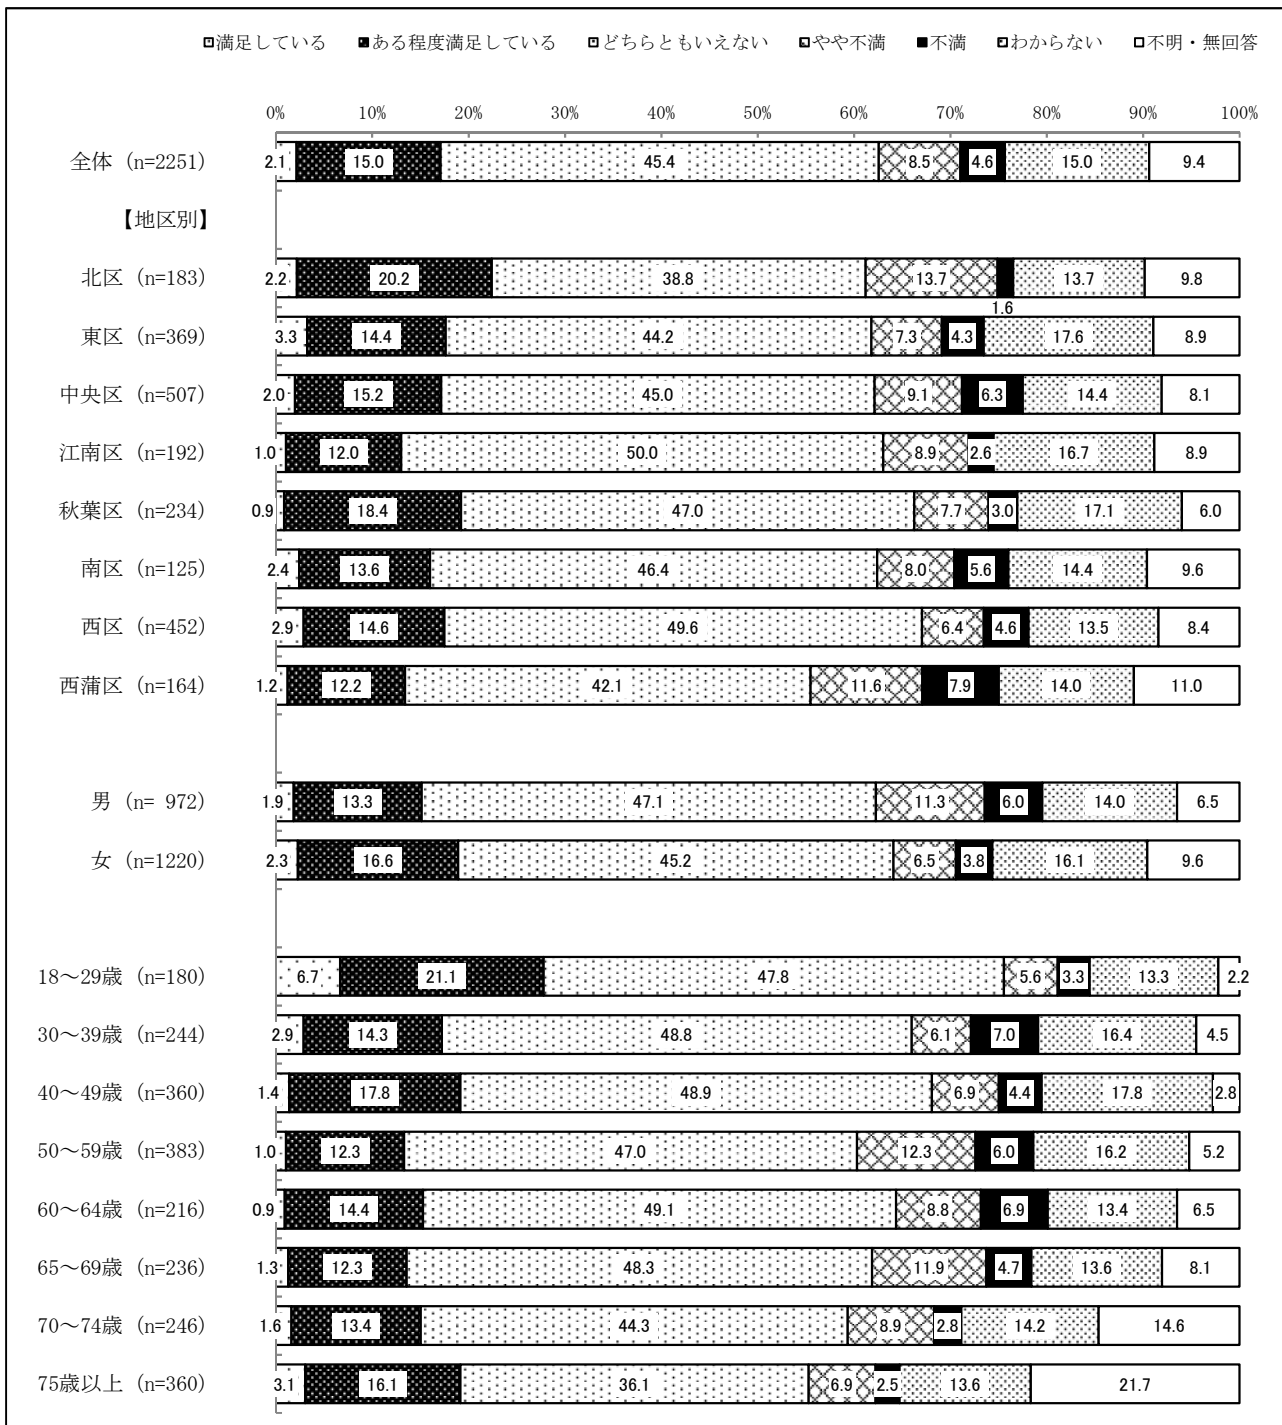 満足している ある程度満足している どちらともいえない やや不満 不満 わからない 不明・無回答
0% 10% 20% 30% 40% 50% 60% 70% 80% 90% 100%
全体 (n=2251) 2.1 15.0 45.4 8.5 4.6 15.0 9.4
【地区別】
北区 (n=183) 2.2 20.2 38.8 13.7 1.6 13.7 9.8
東区 (n=369) 3.3 14.4 44.2 7.3 4.3 17.6 8.9
中央区 (n=507) 2.0 15.2 45.0 9.1 6.3 14.4 8.1
江南区 (n=192) 1.0 12.0 50.0 8.9 2.6 16.7 8.9
秋葉区 (n=234) 0.9 18.4 47.0 7.7 3.0 17.1 6.0
南区 (n=125) 2.4 13.6 46.4 8.0 5.6 14.4 9.6
西区 (n=452) 2.9 14.6 49.6 6.4 4.6 13.5 8.4
西蒲区 (n=164) 1.2 12.2 42.1 11.6 7.9 14.0 11.0
男 (n= 972) 1.9 13.3 47.1 11.3 6.0 14.0 6.5
女 (n=1220) 2.3 16.6 45.2 6.5 3.8 16.1 9.6
18～29歳 (n=180) 6.7 21.1 47.8 5.6 3.3 13.3 2.2
30～39歳 (n=244) 2.9 14.3 48.8 6.1 7.0 16.4 4.5
40～49歳 (n=360) 1.4 17.8 48.9 6.9 4.4 17.8 2.8
50～59歳 (n=383) 1.0 12.3 47.0 12.3 6.0 16.2 5.2
60～64歳 (n=216) 0.9 14.4 49.1 8.8 6.9 13.4 6.5
65～69歳 (n=236) 1.3 12.3 48.3 11.9 4.7 13.6 8.1
70～74歳 (n=246) 1.6 13.4 44.3 8.9 2.8 14.2 14.6
75歳以上 (n=360) 3.1 16.1 36.1 6.9 2.5 13.6 21.7